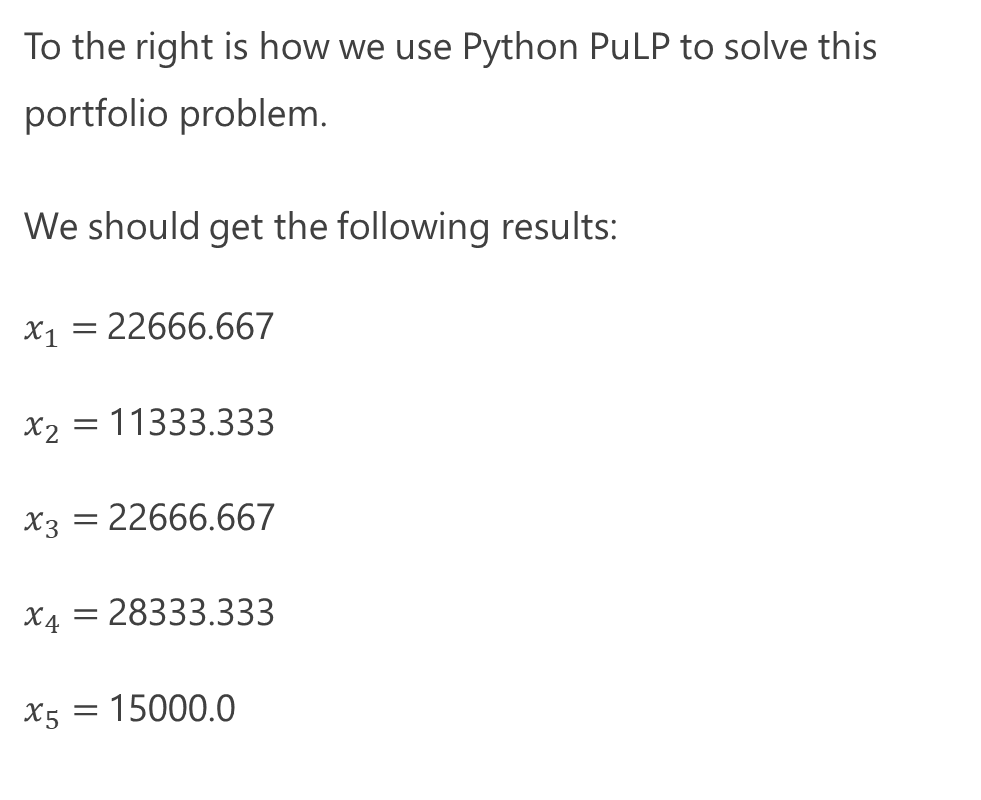 To the right is how we use Python PuLP to solve this
portfolio problem.
We should get the following results:
x₁ = 22666.667
x₂ = 11333.333
x₃ = 22666.667
x₄ = 28333.333
x₅ = 15000.0